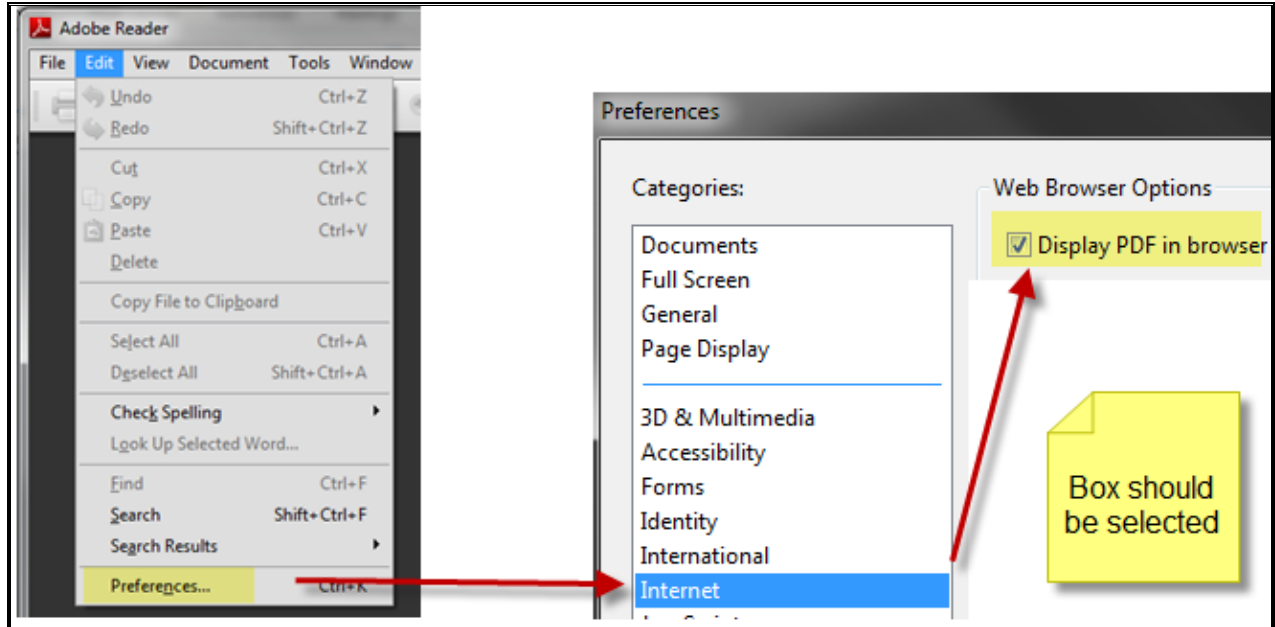 Adobe Reader
File Edit View Document Tools Window
Undo Ctrl+Z
Redo Shift+Ctrl+Z
Cut Ctrl+X
Copy Ctrl+C
Paste Ctrl+V
Delete
Copy File to Clipboard
Select All Ctrl+A
Deselect All Shift+Ctrl+A
Check Spelling
Look Up Selected Word...
Find Ctrl+F
Search Shift+Ctrl+F
Search Results
Preferences... Ctrl+K
Preferences
Categories:
Documents
Full Screen
General
Page Display
3D & Multimedia
Accessibility
Forms
Identity
International
Internet
Web Browser Options
Display PDF in browser
Box should
be selected